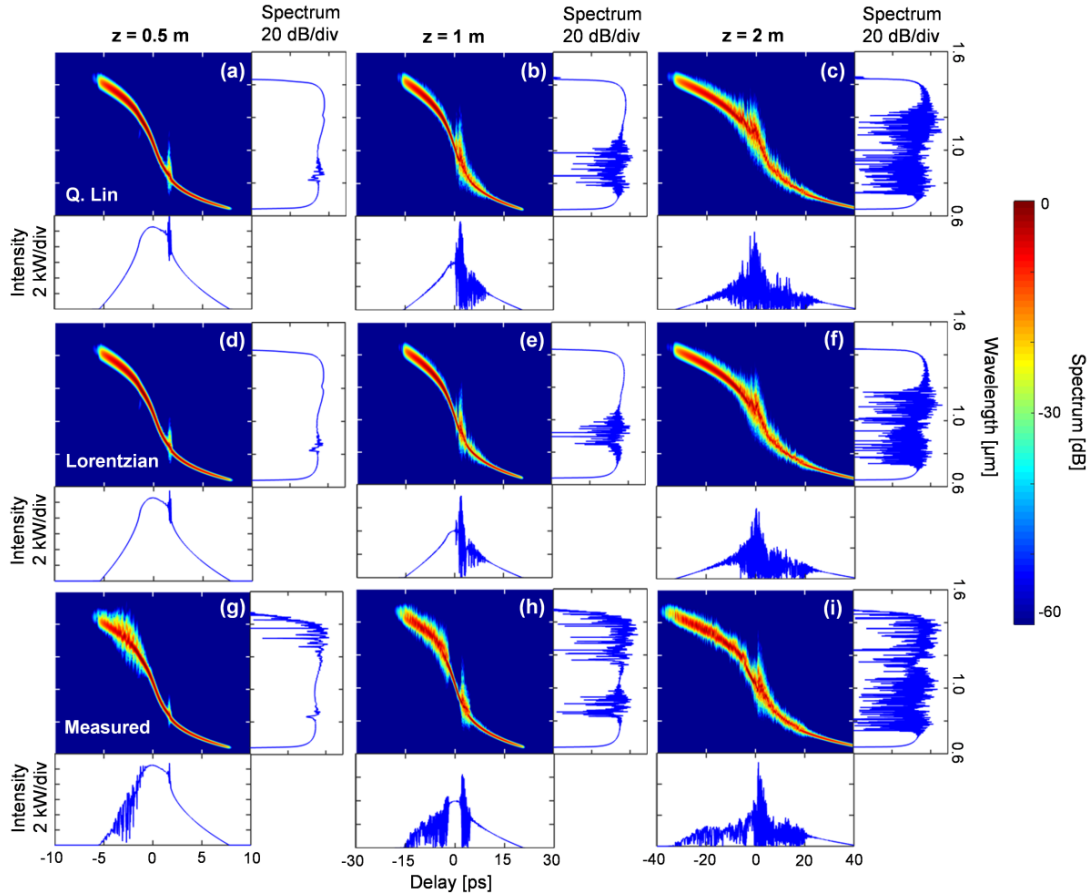 Spectrum
20 dB/div
Spectrum
20 dB/div
Spectrum
20 dB/div
z = 0.5 m
z = 1 m
z = 2 m
(a)
(b)
(c)
1.6
1.0
0.6
Q. Lin
Intensity
2 kW/div
(d)
(e)
(f)
1.6
1.0
0.6
Wavelength [µm]
Lorentzian
Intensity
2 kW/div
(g)
(h)
(i)
1.6
1.0
0.6
Measured
Intensity
2 kW/div
-10
-5
0
5
10
-30
-15
0
15
30
-40
-20
0
20
40
Delay [ps]
0
-30
-60
Spectrum [dB]